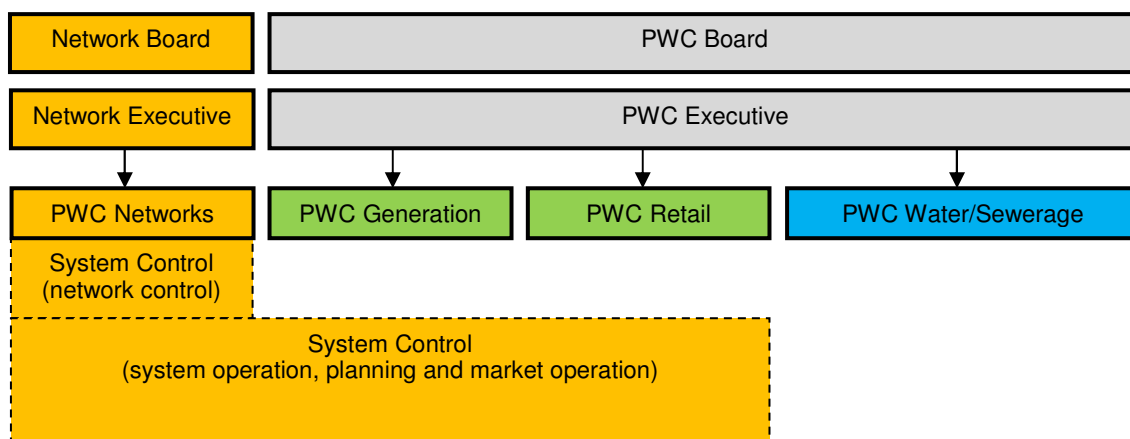 Network Board
PWC Board
Network Executive
PWC Executive
PWC Networks
PWC Generation
PWC Retail
PWC Water/Sewerage
System Control
(network control)
System Control
(system operation, planning and market operation)